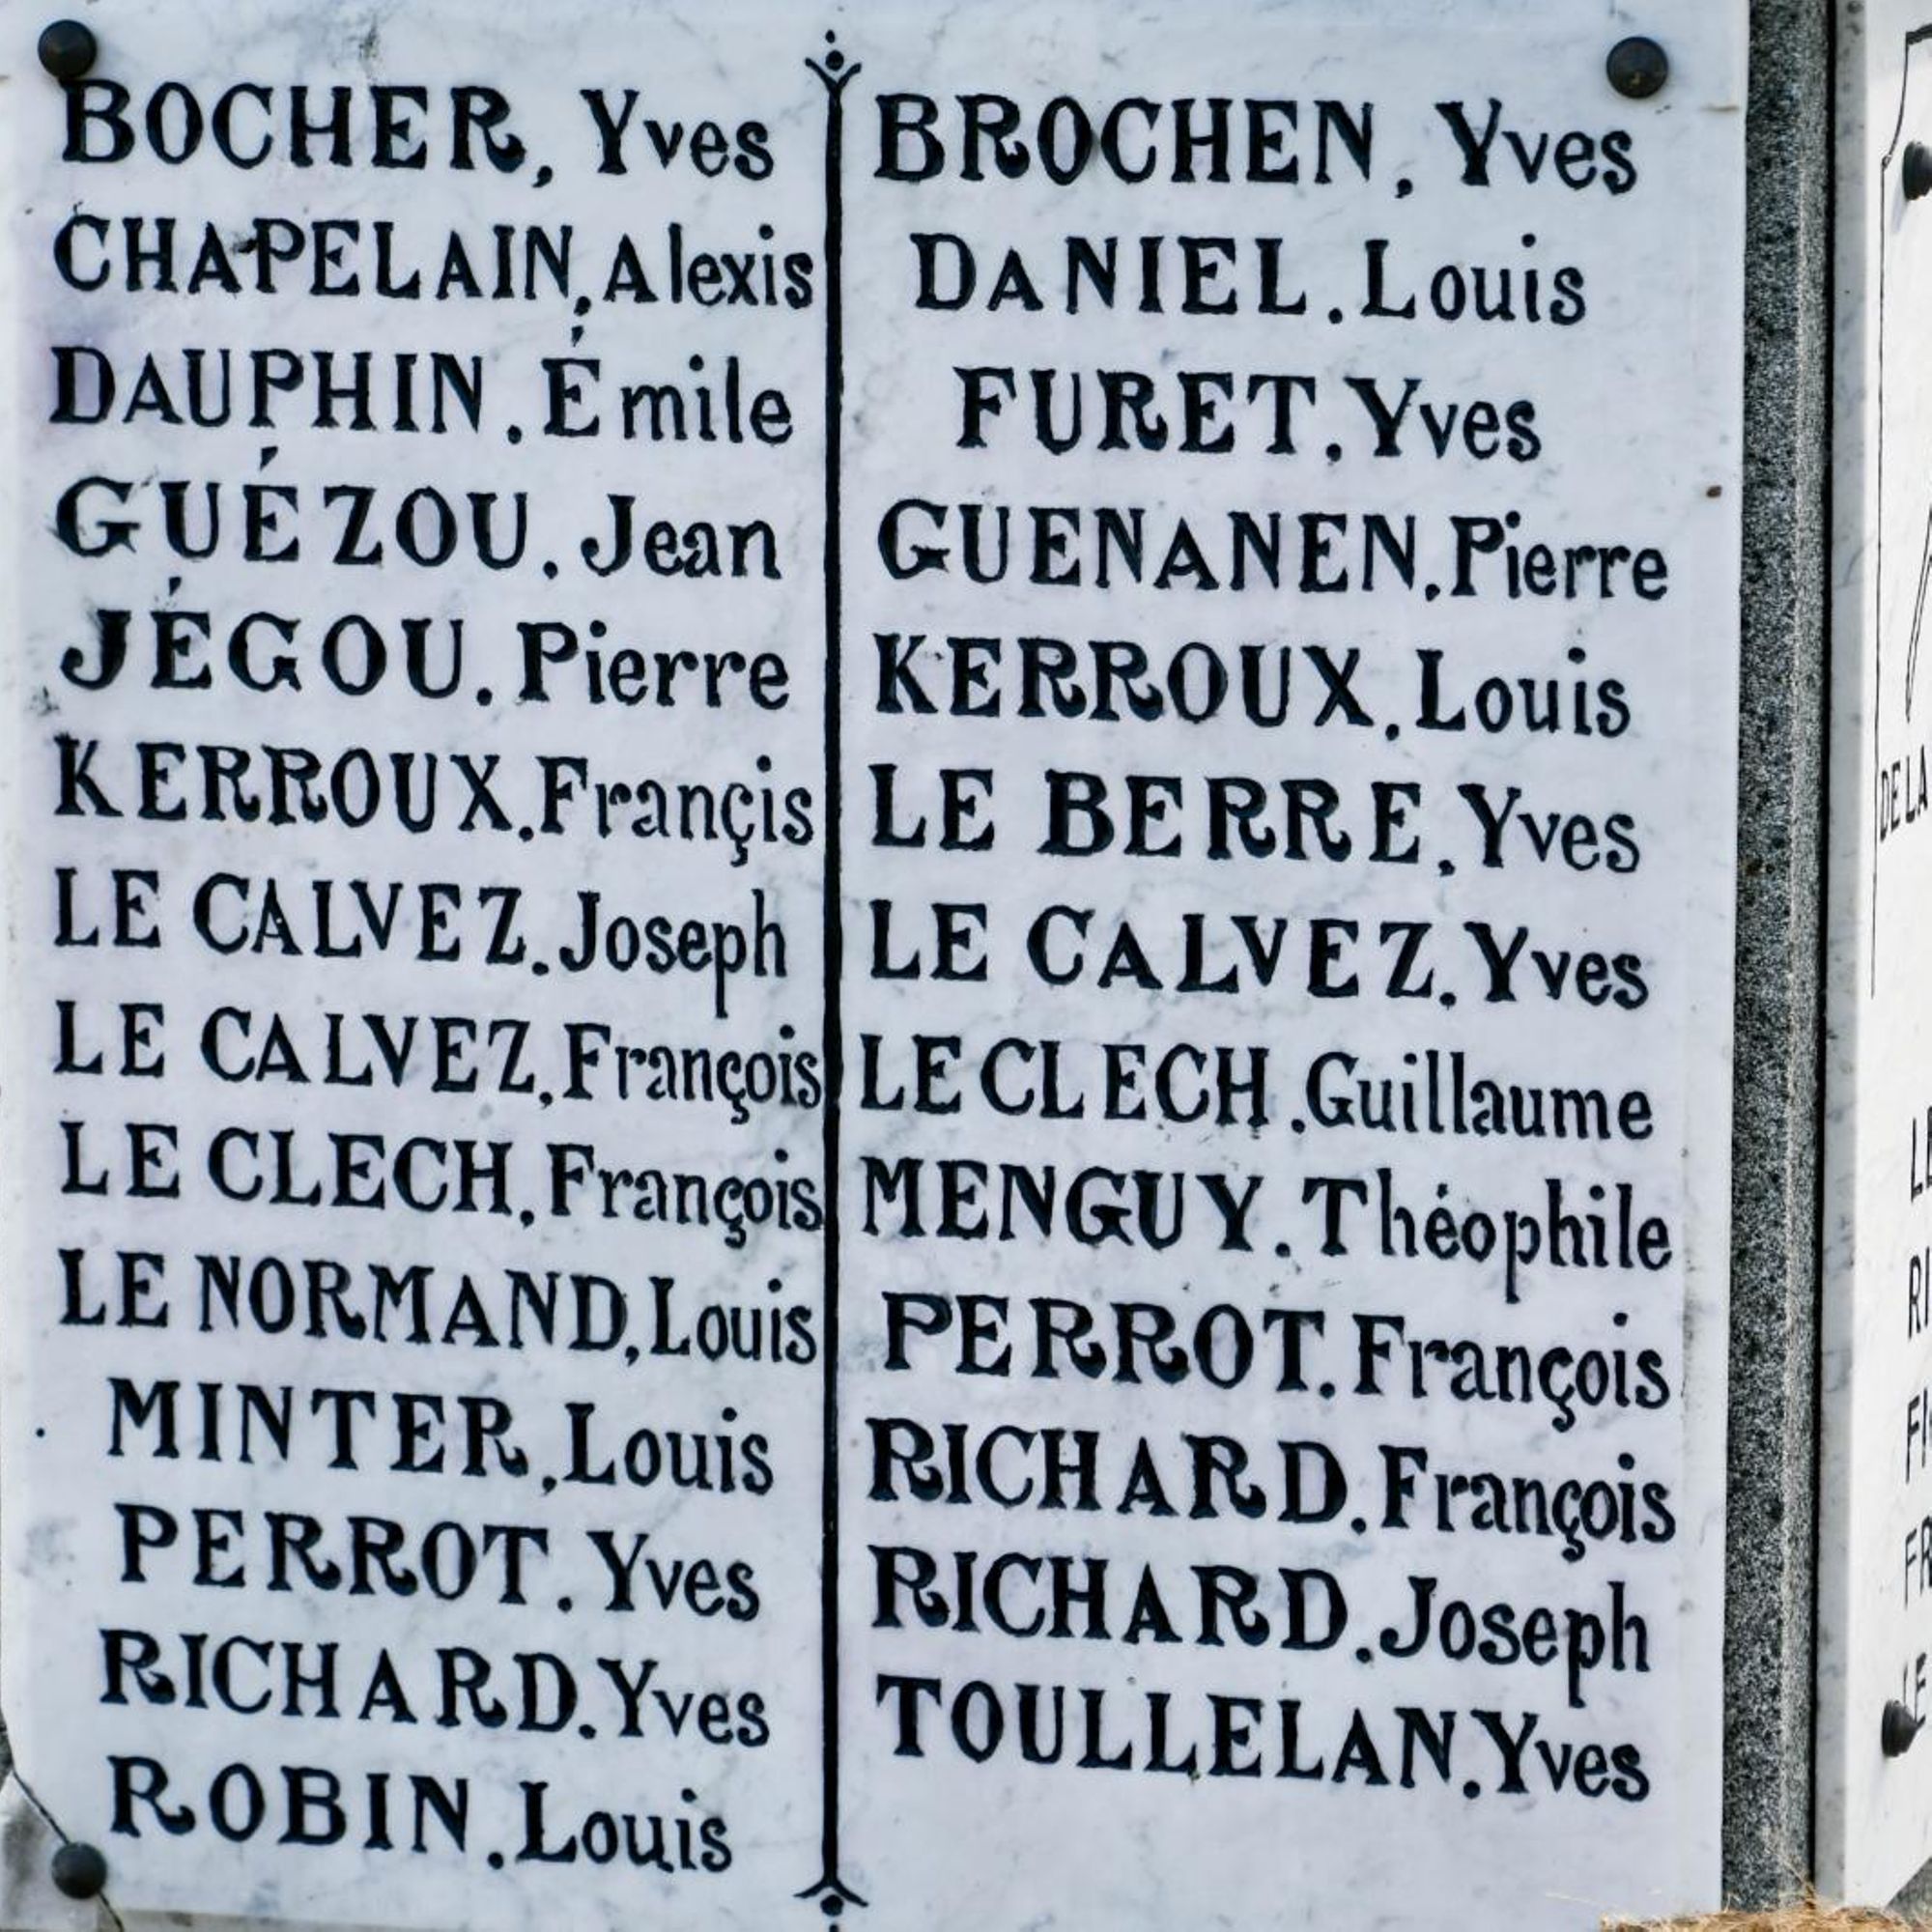 BOCHER, Yves
CHAPELAIN, Alexis
DAUPHIN. Émile
GUÉZOU. Jean
JÉGOU. Pierre
KERROUX. Françis
LE CALVEZ. Joseph
LE CALVEZ. François
LE CLECH. François
LE NORMAND, Louis
MINTER, Louis
PERROT. Yves
RICHARD. Yves
ROBIN. Louis
BROCHEN, Yves
DANIEL. Louis
FURET. Yves
GUENANEN. Pierre
KERROUX. Louis
LE BERRE, Yves
LE CALVEZ. Yves
LE CLECH. Guillaume
MENGUY. Théophile
PERROT. François
RICHARD. François
RICHARD. Joseph
TOULLELAN. Yves
DE LA